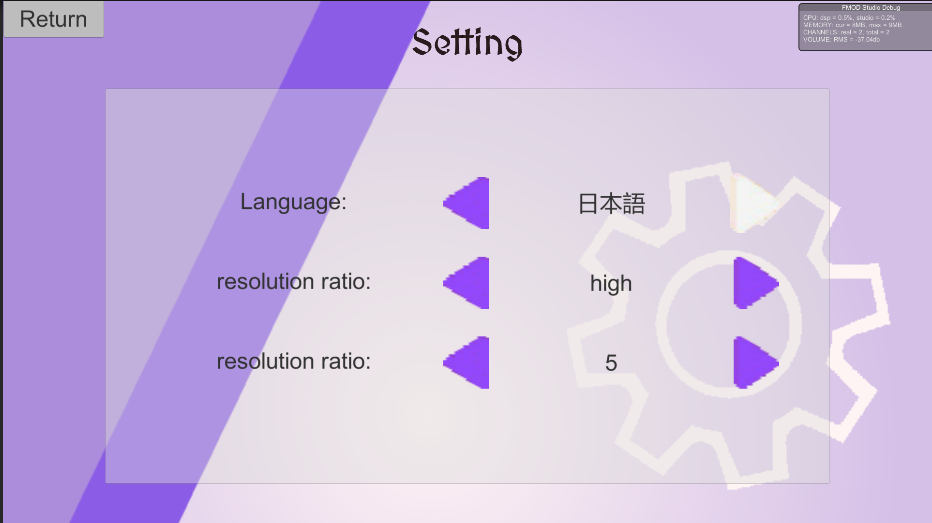 Return
Setting
FMOD Studio Debug
CPU: dsp = 0.5%, studio = 0.2%
MEMORY: cur = 8MB, max = 9MB
CHANNELS: real = 2, total = 2
VOLUME: RMS = -37.04db
Language:
日本語
resolution ratio:
high
resolution ratio:
5